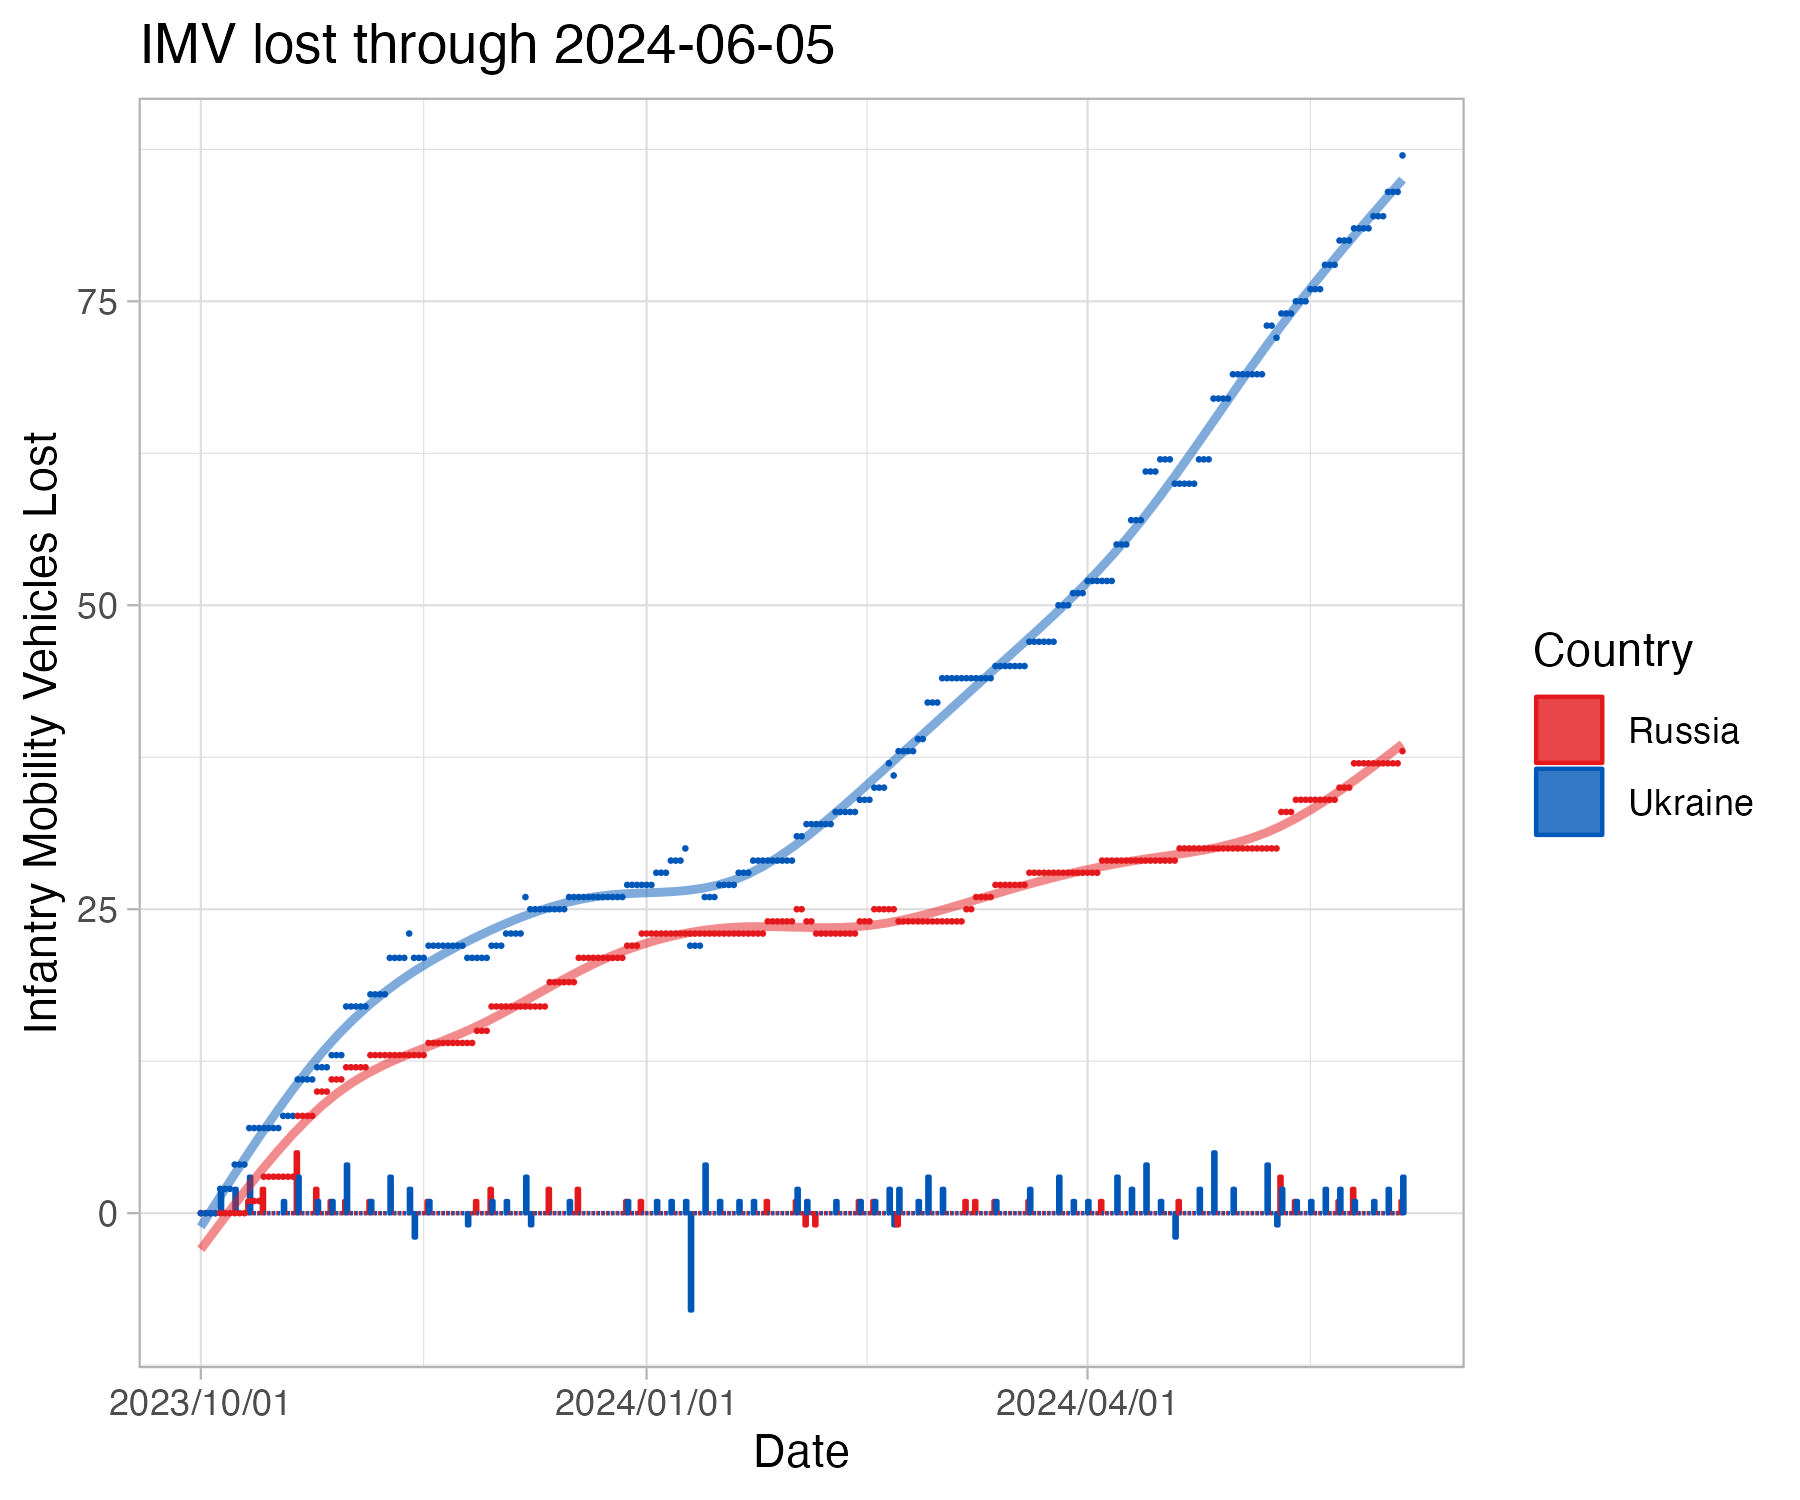 IMV lost through 2024-06-05
Infantry Mobility Vehicles Lost
75
50
25
0
2023/10/01
2024/01/01
2024/04/01
Date
Country
Russia
Ukraine